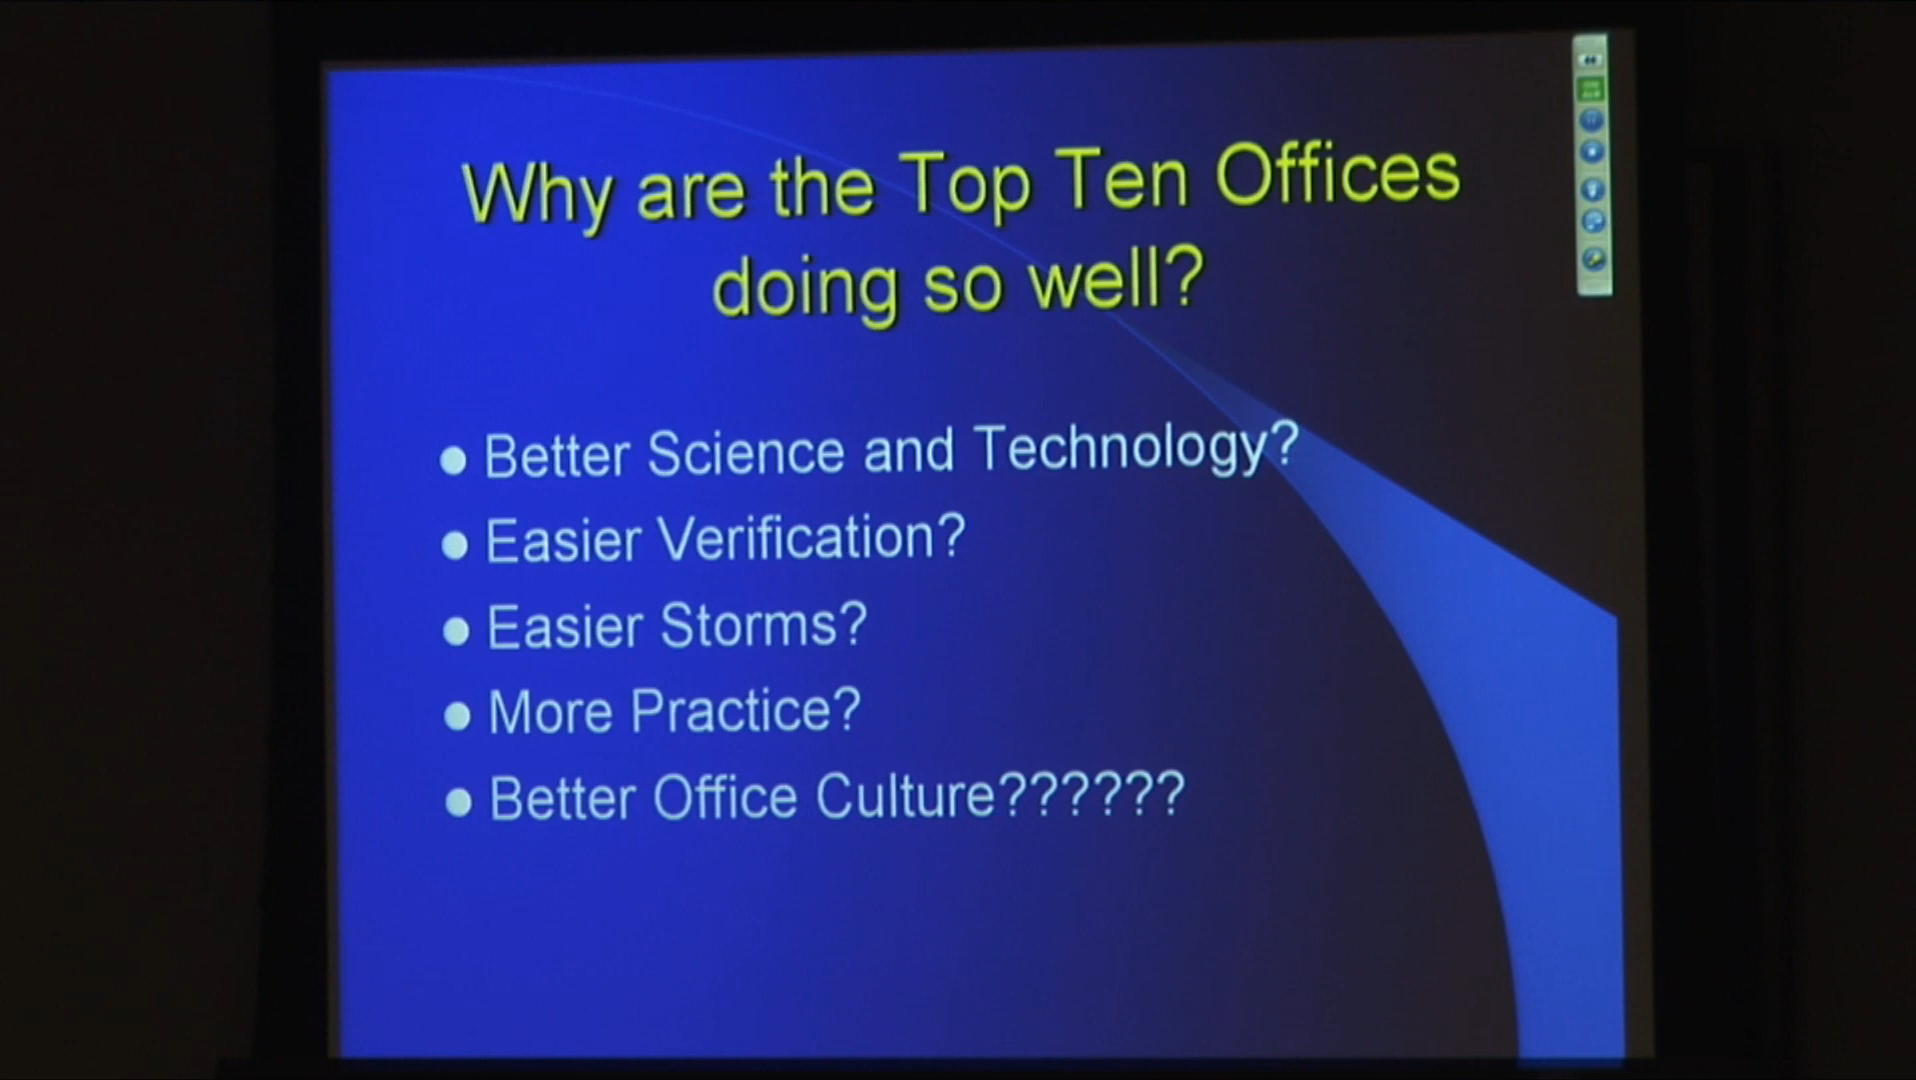 Why are the Top Ten Offices
doing so well?
Better Science and Technology?
Easier Verification?
Easier Storms?
More Practice?
Better Office Culture??????